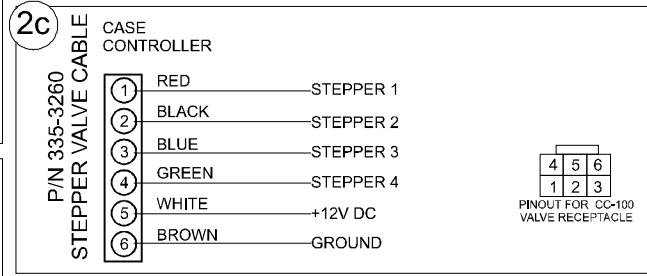 2c
P/N 335-3260
STEPPER VALVE CABLE
CASE
CONTROLLER
1 RED STEPPER 1
2 BLACK STEPPER 2
3 BLUE STEPPER 3
4 GREEN STEPPER 4
5 WHITE +12V DC
6 BROWN GROUND
4 5 6
1 2 3
PINOUT FOR CC-100
VALVE RECEPTACLE